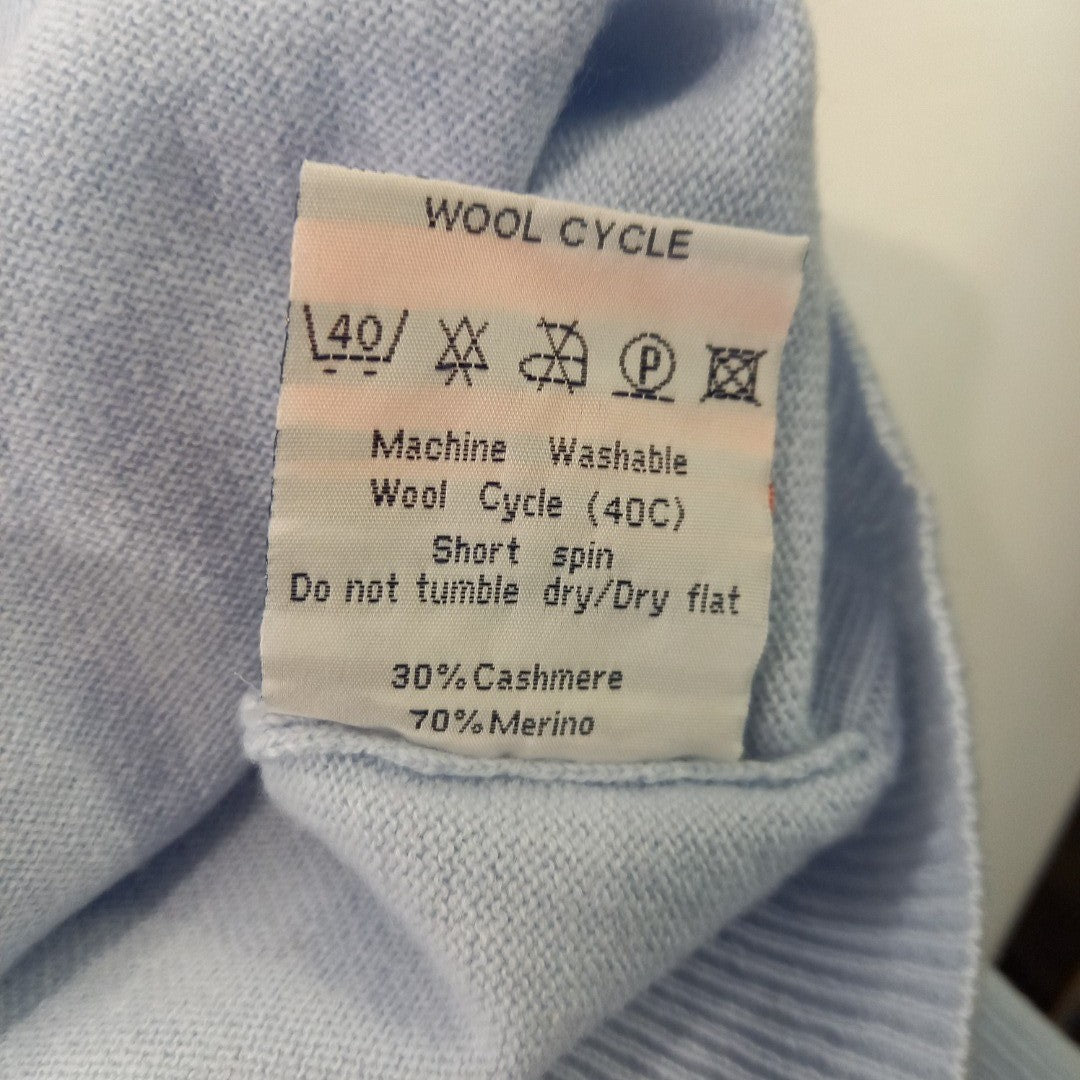 WOOL CYCLE
40 P
Machine Washable
Wool Cycle (40C)
Short spin
Do not tumble dry/Dry flat
30% Cashmere
70% Merino